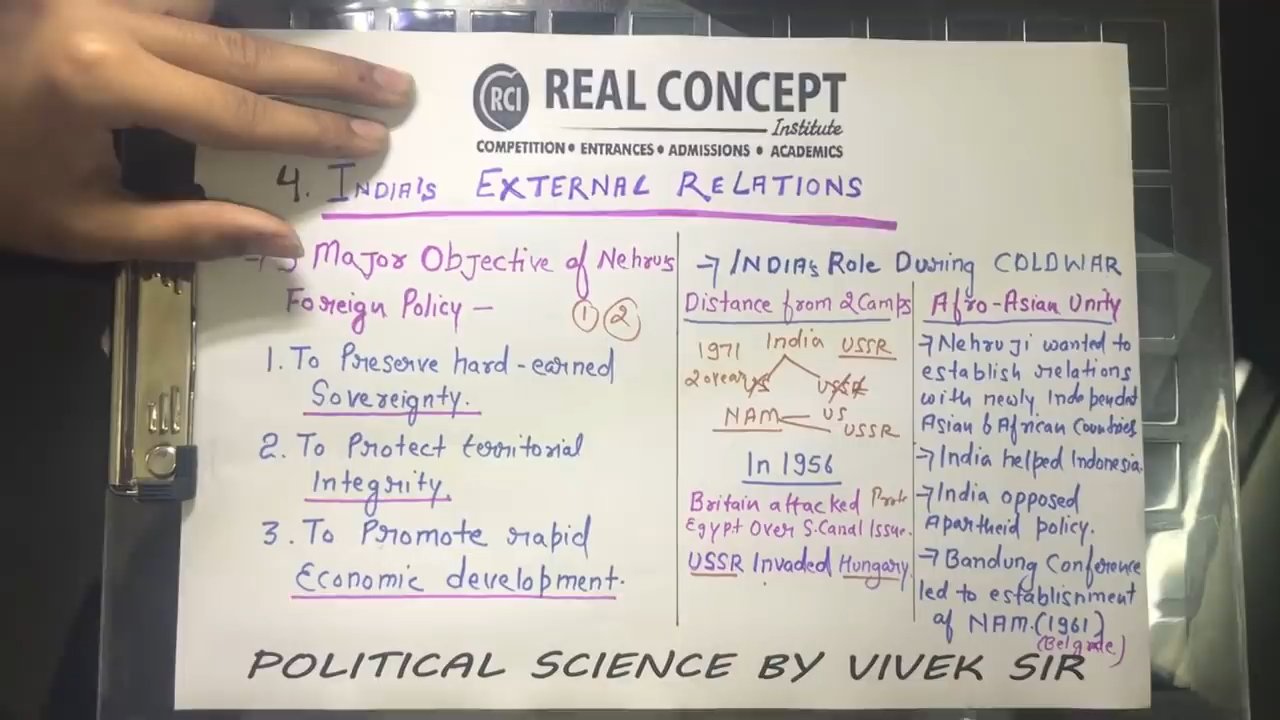 RCI REAL CONCEPT
Institute
COMPETITION • ENTRANCES • ADMISSIONS • ACADEMICS
4. INDIA'S EXTERNAL RELATIONS
Major Objective of Nehru's
Foreign Policy —
① ②
1. To Preserve hard-earned
Sovereignty.
2. To Protect territorial
Integrity.
3. To Promote rapid
Economic development.
→ INDIA's Role During COLDWAR
Distance from 2 Camps
1971 India USSR
20 years US USSR
NAM US
USSR
In 1956
Britain attacked
Egypt Over S. Canal Issue.
USSR Invaded Hungary.
Afro-Asian Unity
→ Nehru ji wanted to
establish relations
with newly Independent
Asian & African Countries.
→ India helped Indonesia.
→ India opposed
Apartheid policy.
→ Bandung Conference
led to establishment
of NAM. (1961)
(Belgrade)
POLITICAL SCIENCE BY VIVEK SIR